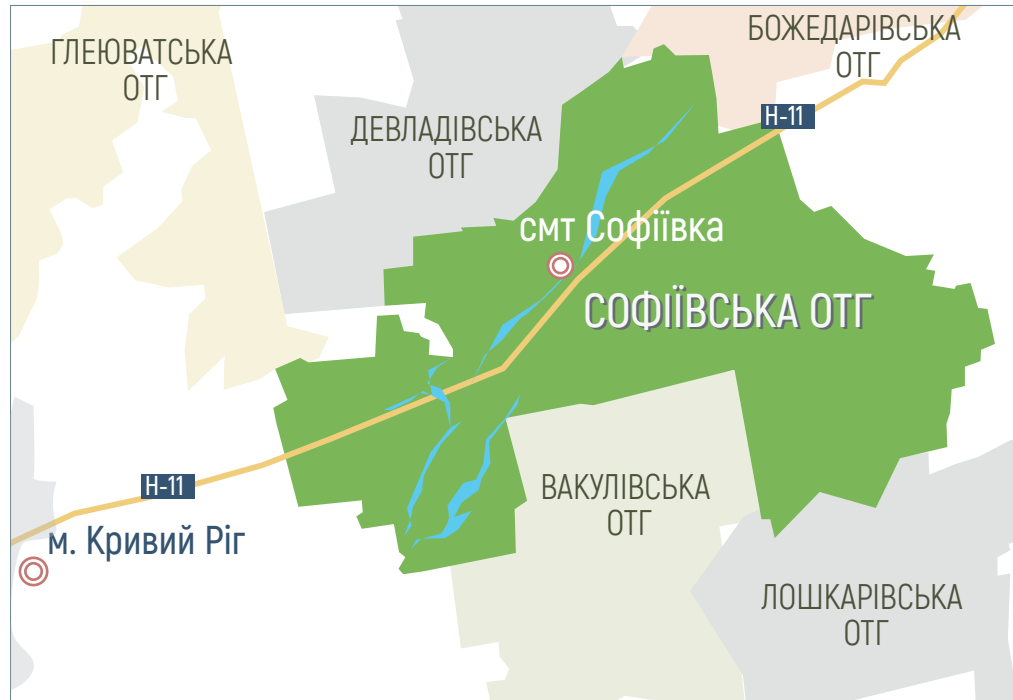 ГЛЕЮВАТСЬКА
ОТГ
БОЖЕДАРІВСЬКА
ОТГ
ДЕВЛАДІВСЬКА
ОТГ
Н-11
смт Софіївка
СОФІЇВСЬКА ОТГ
Н-11
ВАКУЛІВСЬКА
ОТГ
м. Кривий Ріг
ЛОШКАРІВСЬКА
ОТГ